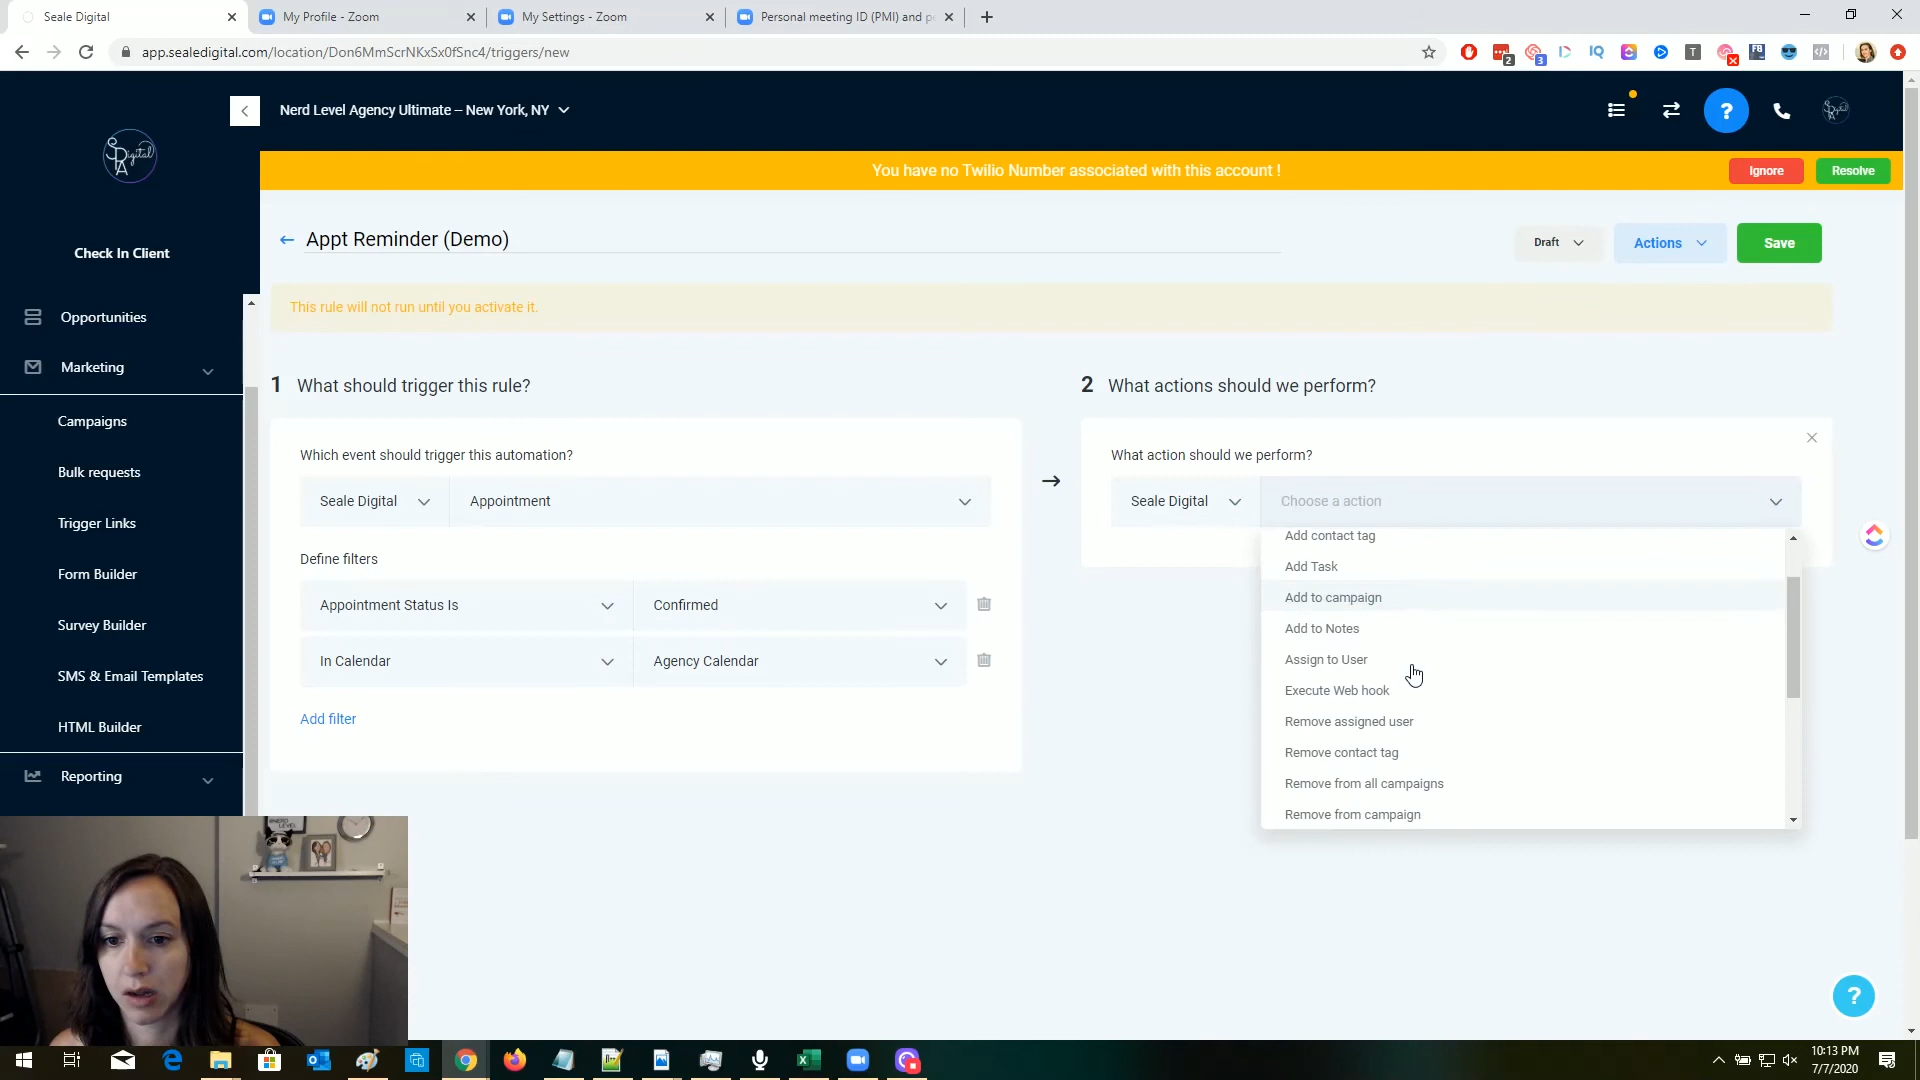 Seale Digital
My Profile - Zoom
My Settings - Zoom
Personal meeting ID (PMI) and pe
app.sealedigital.com/location/Don6MmScrNKxSx0fSnc4/triggers/new
Nerd Level Agency Ultimate – New York, NY
You have no Twilio Number associated with this account !
Ignore
Resolve
Check In Client
Opportunities
Marketing
Campaigns
Bulk requests
Trigger Links
Form Builder
Survey Builder
SMS & Email Templates
HTML Builder
Reporting
Appt Reminder (Demo)
Draft
Actions
Save
This rule will not run until you activate it.
1 What should trigger this rule?
Which event should trigger this automation?
Seale Digital
Appointment
Define filters
Appointment Status Is
Confirmed
In Calendar
Agency Calendar
Add filter
2 What actions should we perform?
What action should we perform?
Seale Digital
Choose a action
Add contact tag
Add Task
Add to campaign
Add to Notes
Assign to User
Execute Web hook
Remove assigned user
Remove contact tag
Remove from all campaigns
Remove from campaign
10:13 PM
7/7/2020